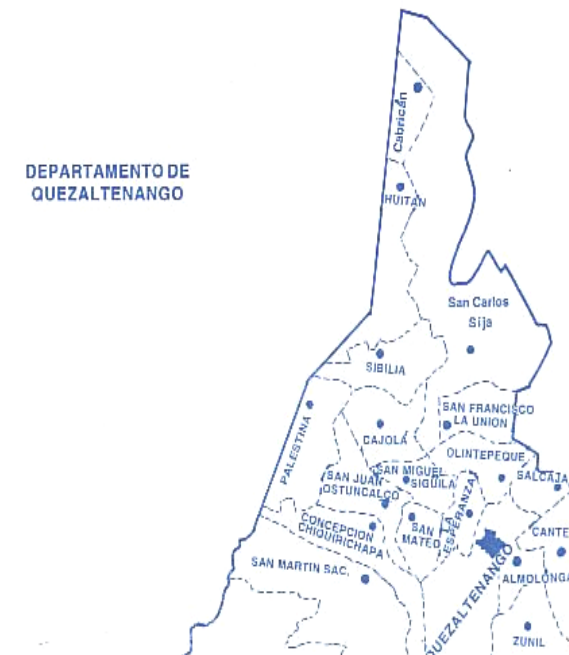 DEPARTAMENTO DE
QUEZALTENANGO
Cabricán
HUITAN
San Carlos
Sija
SIBILIA
SAN FRANCISCO
LA UNION
PALESTINA
CAJOLA
OLINTEPEQUE
SAN MIGUEL
SIGUILA
SALCAJA
SAN JUAN
OSTUNCALCO
LA
ESPERANZA
CONCEPCION
CHIQUIRICHAPA
SAN
MATEO
CANTE
SAN MARTIN SAC.
QUEZALTENANGO
ALMOLONGA
ZUNIL